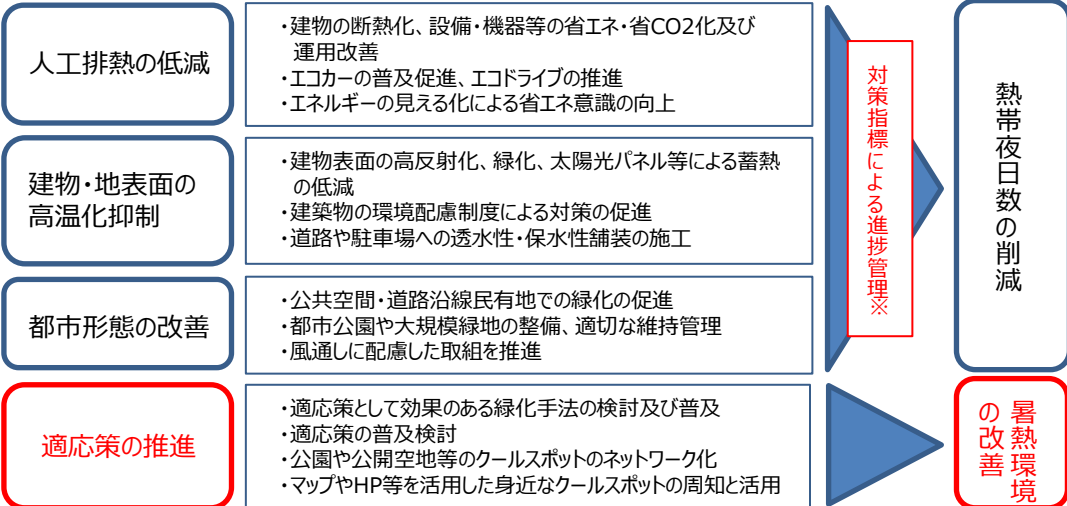 人工排熱の低減
・建物の断熱化、設備・機器等の省エネ・省CO2化及び
運用改善
・エコカーの普及促進、エコドライブの推進
・エネルギーの見える化による省エネ意識の向上
建物・地表面の
高温化抑制
・建物表面の高反射化、緑化、太陽光パネル等による蓄熱
の低減
・建築物の環境配慮制度による対策の促進
・道路や駐車場への透水性・保水性舗装の施工
都市形態の改善
・公共空間・道路沿線民有地での緑化の促進
・都市公園や大規模緑地の整備、適切な維持管理
・風通しに配慮した取組を推進
対策指標による進捗管理※
熱帯夜日数の削減
適応策の推進
・適応策として効果のある緑化手法の検討及び普及
・適応策の普及検討
・公園や公開空地等のクールスポットのネットワーク化
・マップやHP等を活用した身近なクールスポットの周知と活用
暑熱環境
の改善